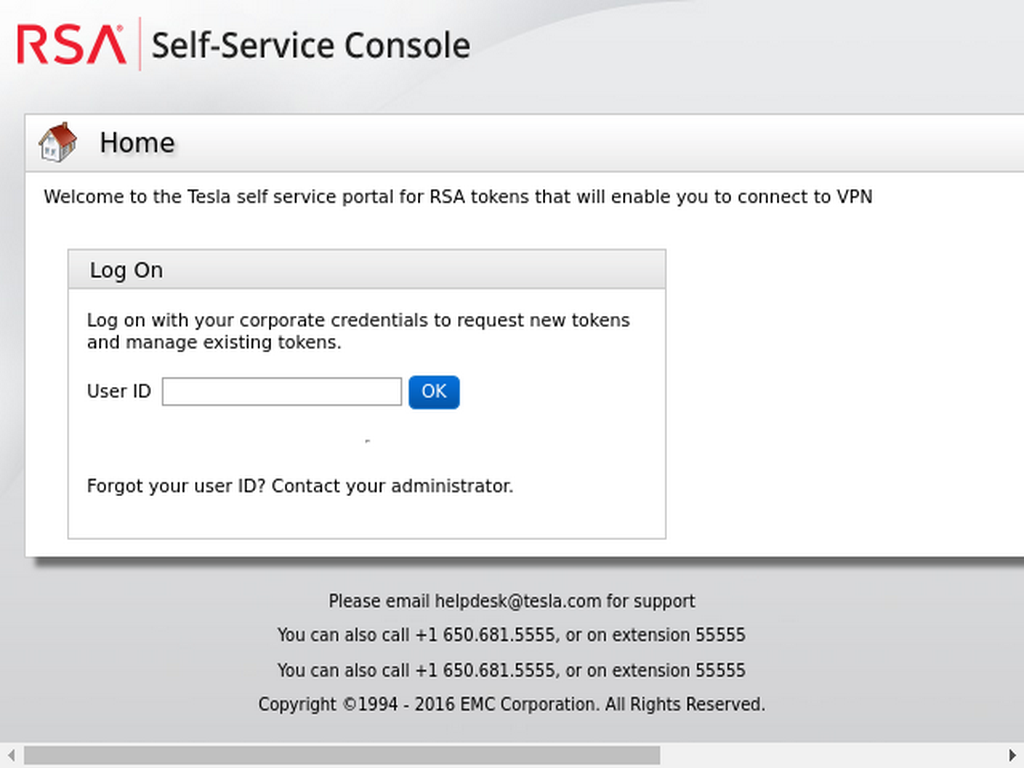 RSA® Self-Service Console
Home
Welcome to the Tesla self service portal for RSA tokens that will enable you to connect to VPN
Log On
Log on with your corporate credentials to request new tokens
and manage existing tokens.
User ID OK
Forgot your user ID? Contact your administrator.
Please email helpdesk@tesla.com for support
You can also call +1 650.681.5555, or on extension 55555
You can also call +1 650.681.5555, or on extension 55555
Copyright ©1994 - 2016 EMC Corporation. All Rights Reserved.